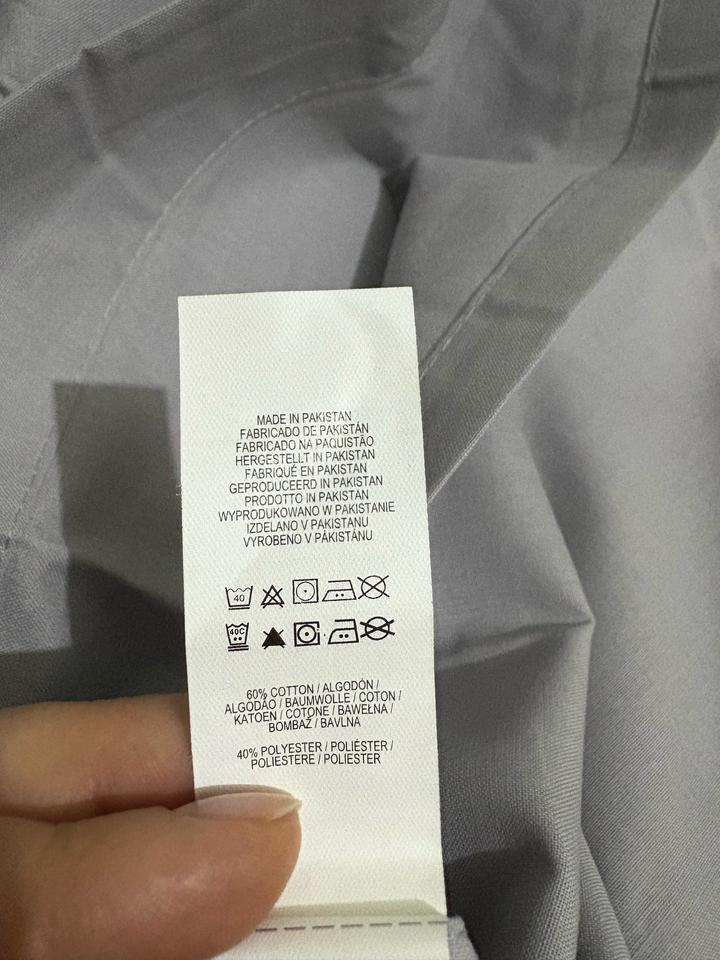 MADE IN PAKISTAN
FABRICADO DE PAKISTÁN
FABRICADO NA PAQUISTÃO
HERGESTELLT IN PAKISTAN
FABRIQUÉ EN PAKISTAN
GEPRODUCEERD IN PAKISTAN
PRODOTTO IN PAKISTAN
WYPRODUKOWANO W PAKISTANIE
IZDELANO V PAKISTANU
VYROBENO V PÁKISTÁNU
40
40C
60% COTTON / ALGODÓN /
ALGODÃO / BAUMWOLLE / COTON /
KATOEN / COTONE / BAWEŁNA /
BOMBAŽ / BAVLNA
40% POLYESTER / POLIÉSTER /
POLIESTERE / POLIESTER